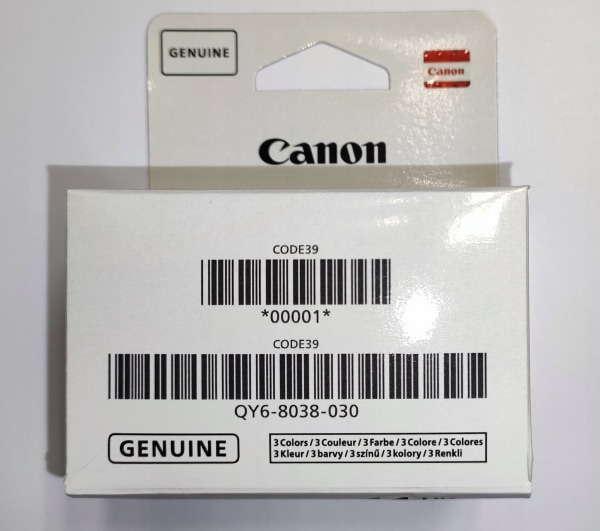 GENUINE
Canon
Canon
CODE39
*00001*
CODE39
QY6-8038-030
GENUINE
3 Colors / 3 Couleur / 3 Farbe / 3 Colore / 3 Colores
3 Kleur / 3 barvy / 3 színű / 3 kolory / 3 Renkli